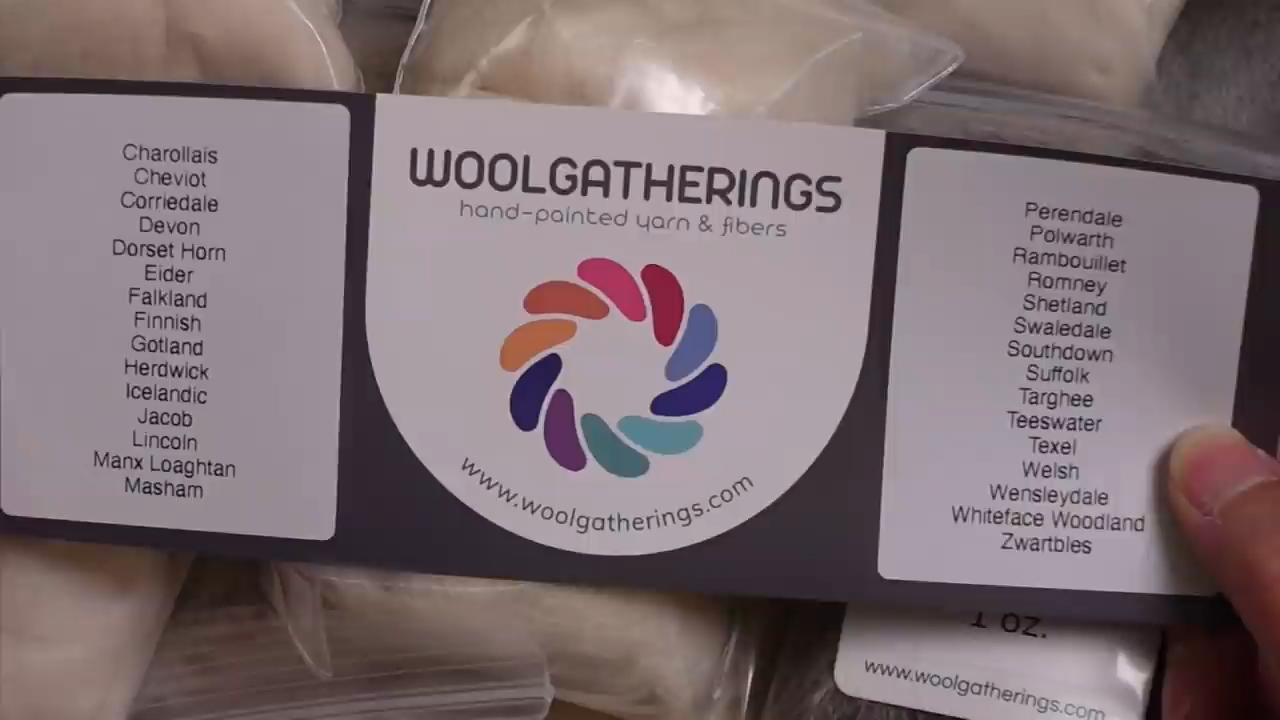 Charollais
Cheviot
Corriedale
Devon
Dorset Horn
Eider
Falkland
Finnish
Gotland
Herdwick
Icelandic
Jacob
Lincoln
Manx Loaghtan
Masham
WOOLGATHERINGS
hand-painted yarn & fibers
www.woolgatherings.com
Perendale
Polwarth
Rambouillet
Romney
Shetland
Swaledale
Southdown
Suffolk
Targhee
Teeswater
Texel
Welsh
Wensleydale
Whiteface Woodland
Zwartbles
1 oz.
www.woolgatherings.com